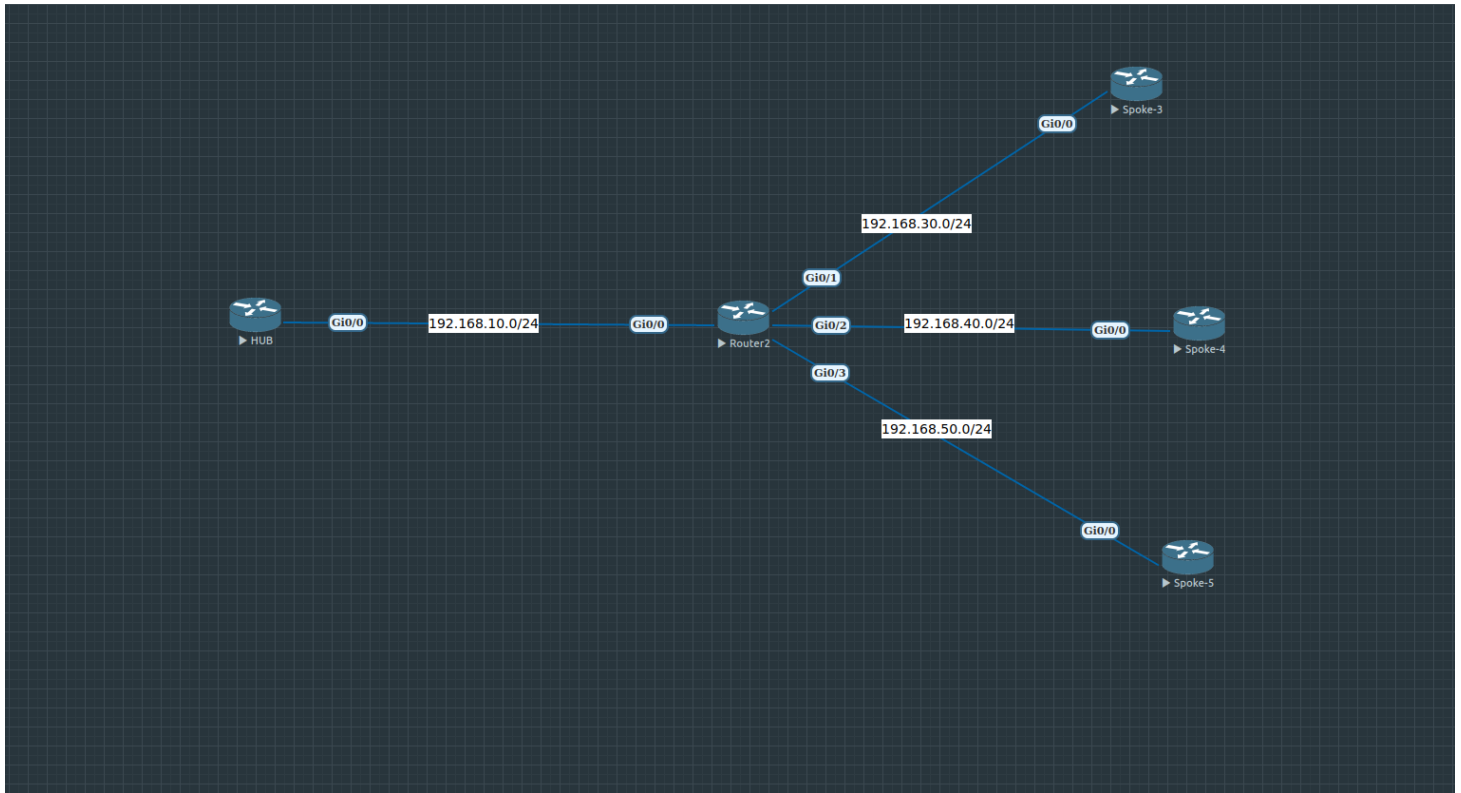 Spoke-3
Gi0/0
192.168.30.0/24
Gi0/1
HUB
Gi0/0
192.168.10.0/24
Gi0/0
Router2
Gi0/2
192.168.40.0/24
Gi0/0
Spoke-4
Gi0/3
192.168.50.0/24
Gi0/0
Spoke-5